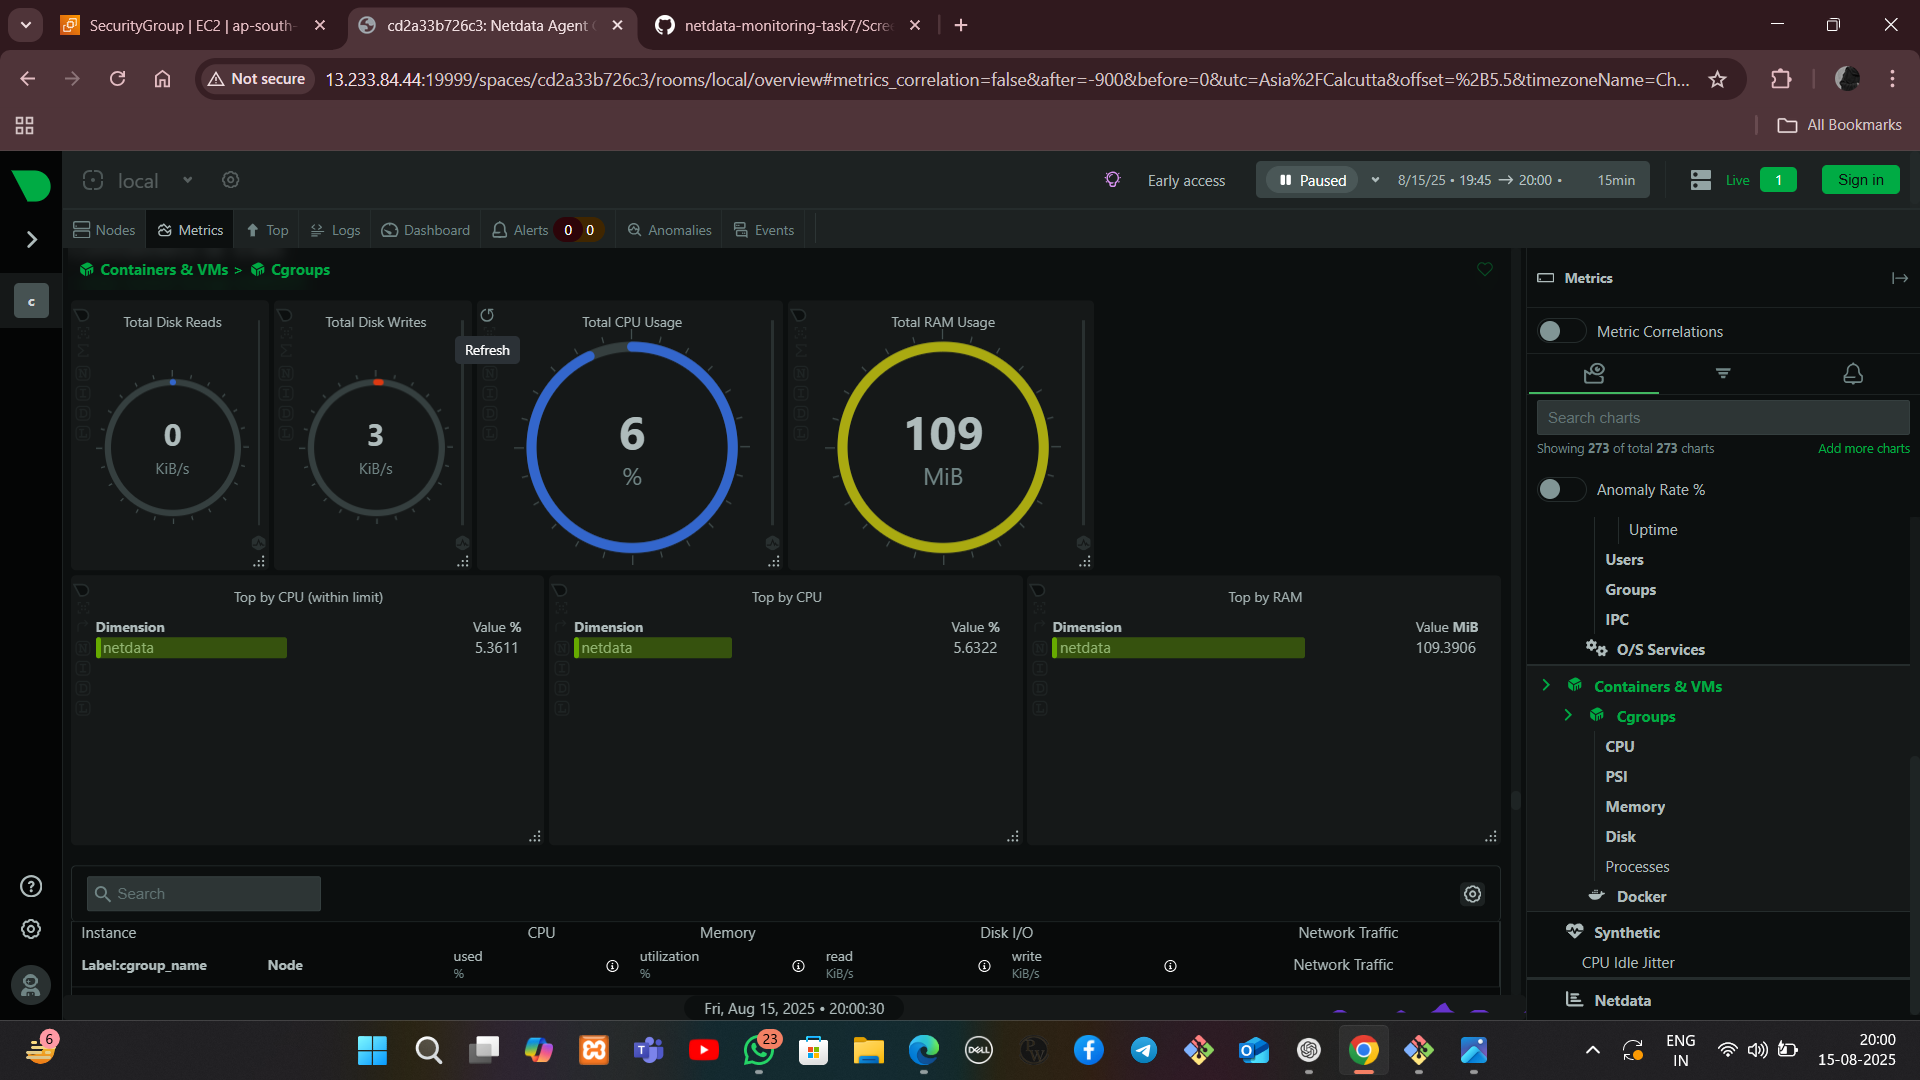 SecurityGroup | EC2 | ap-south-
cd2a33b726c3: Netdata Agent
netdata-monitoring-task7/Scre
Not secure
13.233.84.44:19999/spaces/cd2a33b726c3/rooms/local/overview#metrics_correlation=false&after=-900&before=0&utc=Asia%2FCalcutta&offset=%2B5.5&timezoneName=Ch...
All Bookmarks
local
Early access
Paused
8/15/25 • 19:45 → 20:00 •
15min
Live
1
Sign in
Nodes
Metrics
Top
Logs
Dashboard
Alerts
0
0
Anomalies
Events
Containers & VMs > Cgroups
c
Total Disk Reads
0
KiB/s
Total Disk Writes
3
KiB/s
Refresh
Total CPU Usage
6
%
Total RAM Usage
109
MiB
Top by CPU (within limit)
Dimension
Value %
netdata
5.3611
Top by CPU
Dimension
Value %
netdata
5.6322
Top by RAM
Dimension
Value MiB
netdata
109.3906
Search
Instance
CPU
Memory
Disk I/O
Network Traffic
Label:cgroup_name
Node
used
%
utilization
%
read
KiB/s
write
KiB/s
Network Traffic
Fri, Aug 15, 2025 • 20:00:30
Metrics
Metric Correlations
Search charts
Showing 273 of total 273 charts
Add more charts
Anomaly Rate %
Uptime
Users
Groups
IPC
O/S Services
Containers & VMs
Cgroups
CPU
PSI
Memory
Disk
Processes
Docker
Synthetic
CPU Idle Jitter
Netdata
6
23
DELL
ENG
IN
20:00
15-08-2025